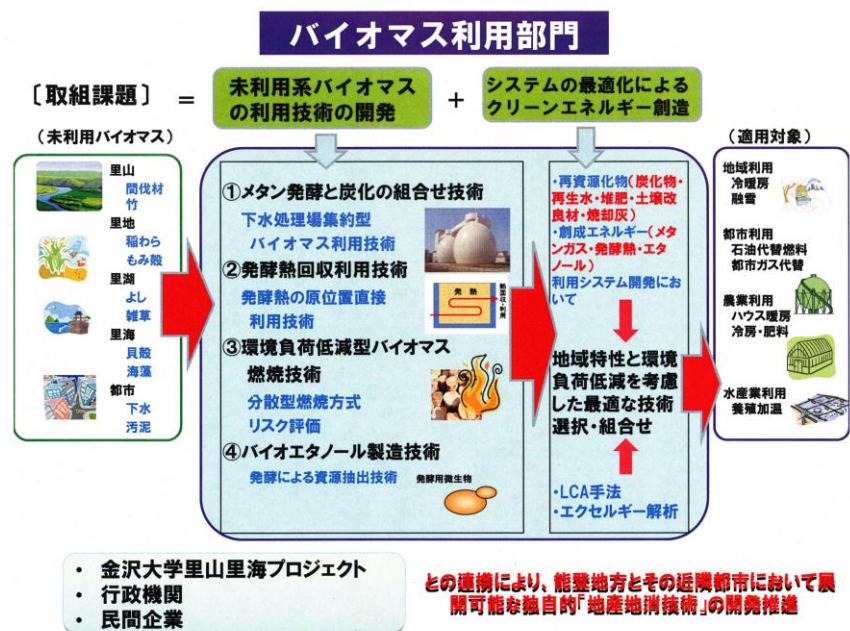 バイオマス利用部門
〔取組課題〕
=
未利用系バイオマス
の利用技術の開発
+
システムの最適化による
クリーンエネルギー創造
（未利用バイオマス）
里山
間伐材
竹
里地
稲わら
もみ殻
里湖
よし
雑草
里海
貝殻
海藻
都市
下水
汚泥
①メタン発酵と炭化の組合せ技術
下水処理場集約型
バイオマス利用技術
②発酵熱回収利用技術
発酵熱の原位置直接
利用技術
発熱
熱回収・利用
③環境負荷低減型バイオマス
燃焼技術
分散型燃焼方式
リスク評価
④バイオエタノール製造技術
発酵による資源抽出技術
発酵用微生物
・再資源化物（炭化物・
再生水・堆肥・土壌改
良材・焼却灰）
・創成エネルギー（メタ
ンガス・発酵熱・エタ
ノール）
利用システム開発にお
いて
地域特性と環境
負荷低減を考慮
した最適な技術
選択・組合せ
・LCA手法
・エクセルギー解析
（適用対象）
地域利用
冷暖房
融雪
都市利用
石油代替燃料
都市ガス代替
農業利用
ハウス暖房
冷房・肥料
水産業利用
養殖加温
・ 金沢大学里山里海プロジェクト
・ 行政機関
・ 民間企業
との連携により、能登地方とその近隣都市において展
開可能な独自的「地産地消技術」の開発推進